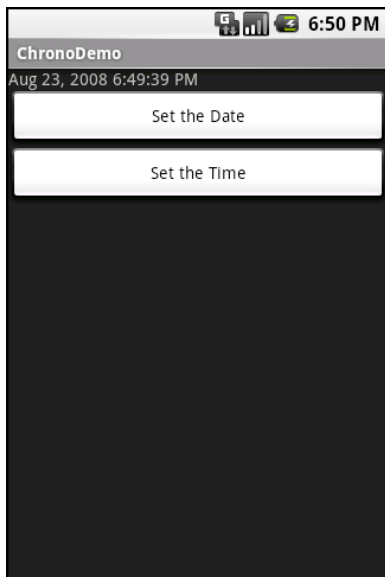 G 6:50 PM
ChronoDemo
Aug 23, 2008 6:49:39 PM
Set the Date
Set the Time